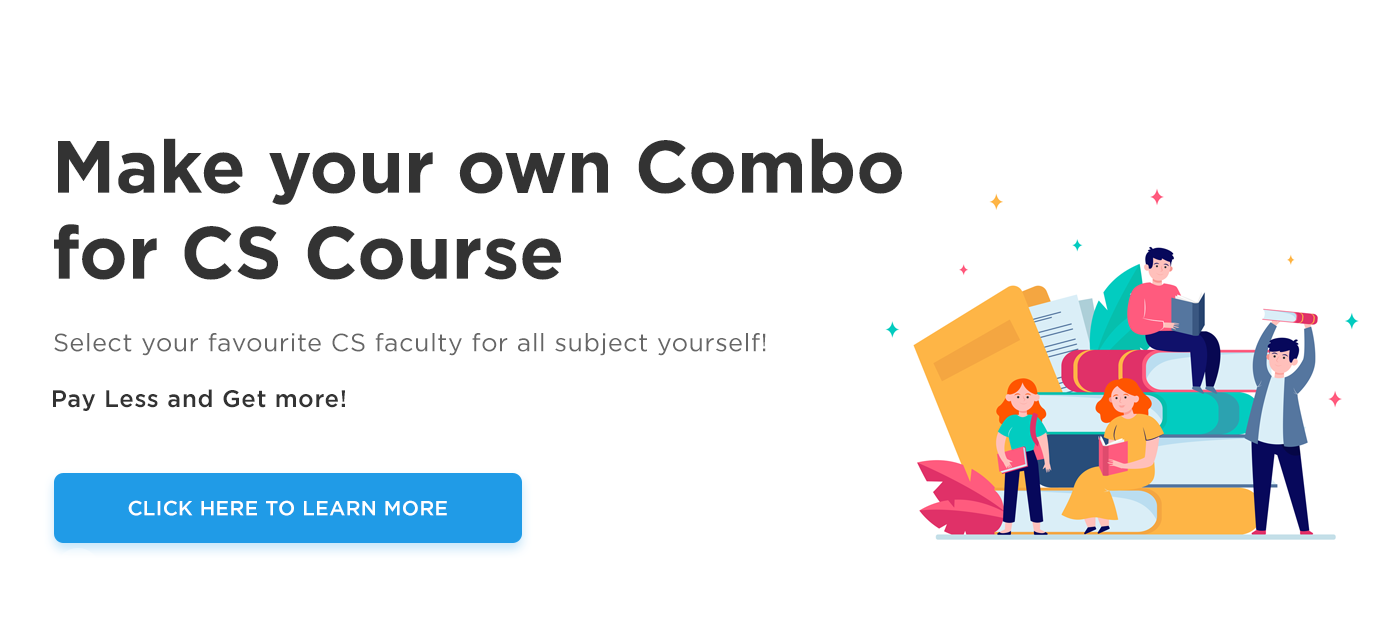 Make your own Combo
for CS Course
Select your favourite CS faculty for all subject yourself!
Pay Less and Get more!
CLICK HERE TO LEARN MORE